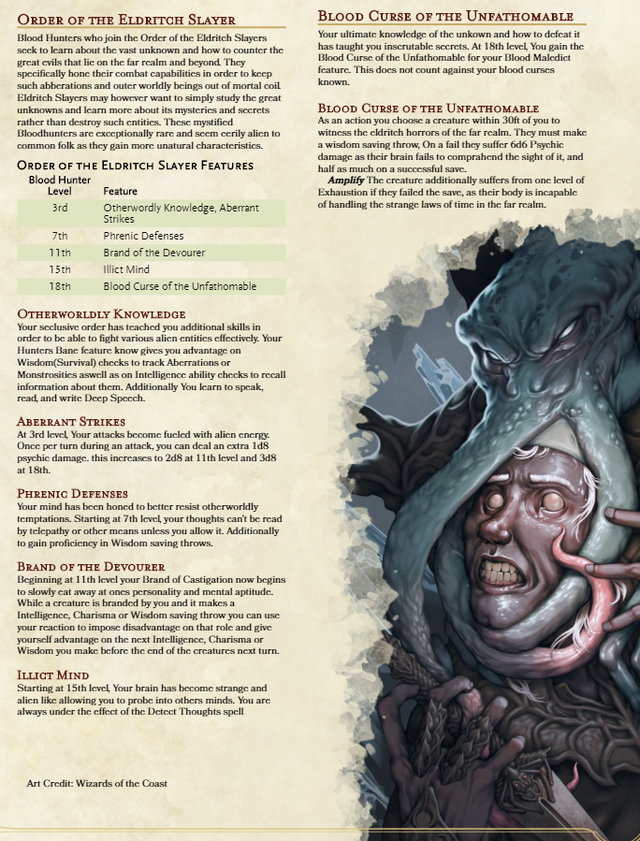 Order of the Eldritch Slayer
Blood Hunters who join the Order of the Eldritch Slayers
seek to learn about the vast unknown and how to counter the
great evils that lie on the far realm and beyond. They
specifically hone their combat capabilities in order to keep
such abberations and outer worldly beings out of mortal coil.
Eldritch Slayers may however want to simply study the great
unknowns and learn more about its mysteries and secrets
rather than destroy such entities. These mystified
Bloodhunters are exceptionally rare and seem eerily alien to
common folk as they gain more unatural characteristics.
Order of the Eldritch Slayer Features
Blood Hunter
Level Feature
3rd Otherwordly Knowledge, Aberrant
Strikes
7th Phrenic Defenses
11th Brand of the Devourer
15th Illict Mind
18th Blood Curse of the Unfathomable
Otherworldly Knowledge
Your seclusive order has taught you additional skills in
order to be able to fight various alien entities effectively. Your
Hunters Bane feature know gives you advantage on
Wisdom(Survival) checks to track Aberrations or
Monstrosities aswell as on Intelligence ability checks to recall
information about them. Additionally You learn to speak,
read, and write Deep Speech.
Aberrant Strikes
At 3rd level, Your attacks become fueled with alien energy.
Once per turn during an attack, you can deal an extra 1d8
psychic damage. this increases to 2d8 at 11th level and 3d8
at 18th.
Phrenic Defenses
Your mind has been honed to better resist otherworldly
temptations. Starting at 7th level, your thoughts can't be read
by telepathy or other means unless you allow it. Additionally
to gain proficiency in Wisdom saving throws.
Brand of the Devourer
Beginning at 11th level your Brand of Castigation now begins
to slowly eat away at ones personality and mental aptitude.
While a creature is branded by you and it makes a
Intelligence, Charisma or Wisdom saving throw you can use
your reaction to impose disadvantage on that role and give
yourself advantage on the next Intelligence, Charisma or
Wisdom you make before the end of the creatures next turn.
Illict Mind
Starting at 15th level, Your brain has become strange and
alien like allowing you to probe into others minds. You are
always under the effect of the Detect Thoughts spell
Art Credit: Wizards of the Coast
Blood Curse of the Unfathomable
Your ultimate knowledge of the unkown and how to defeat it
has taught you inscrutable secrets. At 18th level, You gain the
Blood Curse of the Unfathomable for your Blood Maledict
feature. This does not count against your blood curses
known.
Blood Curse of the Unfathomable
As an action you choose a creature within 30ft of you to
witness the eldritch horrors of the far realm. They must make
a wisdom saving throw, On a fail they suffer 6d6 Psychic
damage as their brain fails to comprahend the sight of it, and
half as much on a successful save.
Amplify The creature additionally suffers from one level of
Exhaustion if they failed the save, as their body is incapable
of handling the strange laws of time in the far realm.